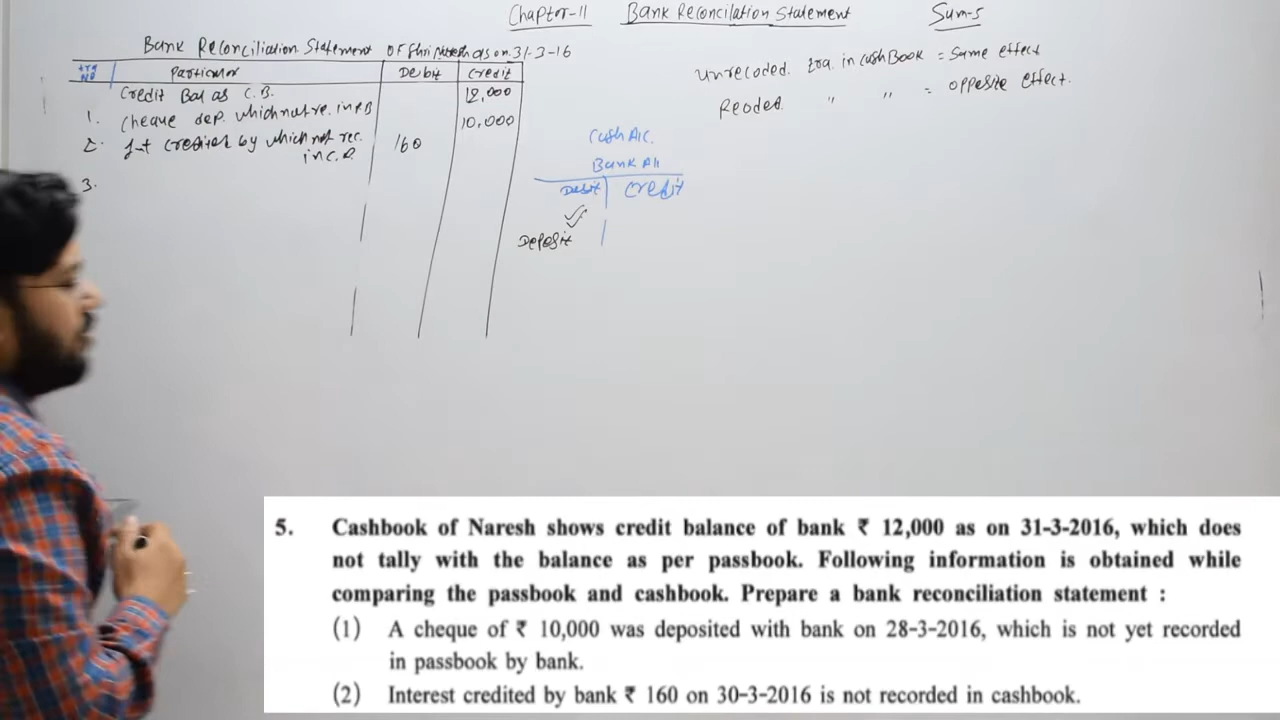 Chapter-11 Bank Reconcilation Statement Sum-5
Bank Reconciliation Statement of Shri Naresh as on 31-3-16
Particular Debit Credit
Credit Bal as C.B. 12,000
1. Cheque dep. which not re. in P.B 10,000
2. Int credited by which not rec. 160
in C.B.
3.
unrecoded. tra. in cashBook = Same effect
Recoded " " = opposite effect.
Cash A/C.
Bank A/c
Debit Credit
Deposit
5. Cashbook of Naresh shows credit balance of bank ₹ 12,000 as on 31-3-2016, which does
not tally with the balance as per passbook. Following information is obtained while
comparing the passbook and cashbook. Prepare a bank reconciliation statement :
(1) A cheque of ₹ 10,000 was deposited with bank on 28-3-2016, which is not yet recorded
in passbook by bank.
(2) Interest credited by bank ₹ 160 on 30-3-2016 is not recorded in cashbook.